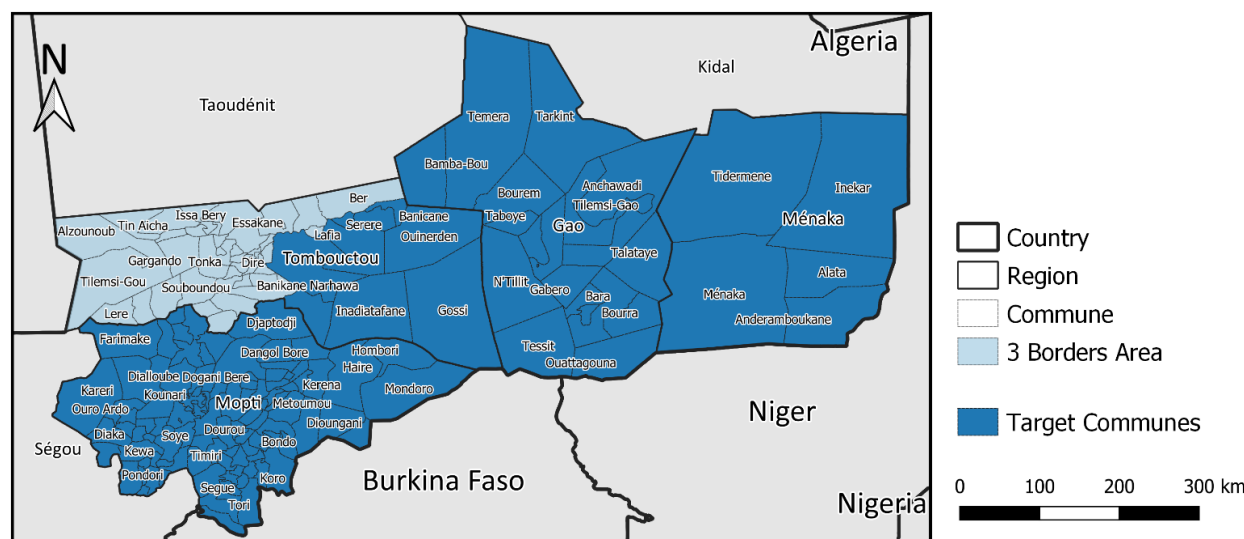 Algeria
N
Kidal
Taoudénit
Temera
Tarkint
Bamba-Bou
Tidermene
Anchawadi
Inekar
Bourem
Ber
Tilemsi-Gao
Issa Bery
Taboye
Banicane
Ménaka
Tin Aicha
Essakane
Serere
Gao
Alzounoub
Lafia
Ouinerden
Talataye
Tombouctou
Gargando
Tonka
Dire
Alata
Tilemsi-Gou
Souboundou
Banikane Narhawa
N'Tillit
Gabero
Bara
Ménaka
Lere
Inadiatafane
Gossi
Bourra
Anderamboukane
Djaptodji
Farimake
Tessit
Dangol Bore
Hombori
Ouattagouna
Haire
Dialloube
Dogani Bere
Kareri
Kounari
Kerena
Mondoro
Mopti
Metoumou
Ouro Ardo
Niger
Dioungani
Diaka
Soye
Dourou
Bondo
Ségou
Kewa
Timiri
Pondori
Koro
Burkina Faso
Segue
Tori
Nigeria
Country
Region
Commune
3 Borders Area
Target Communes
0 100 200 300 km